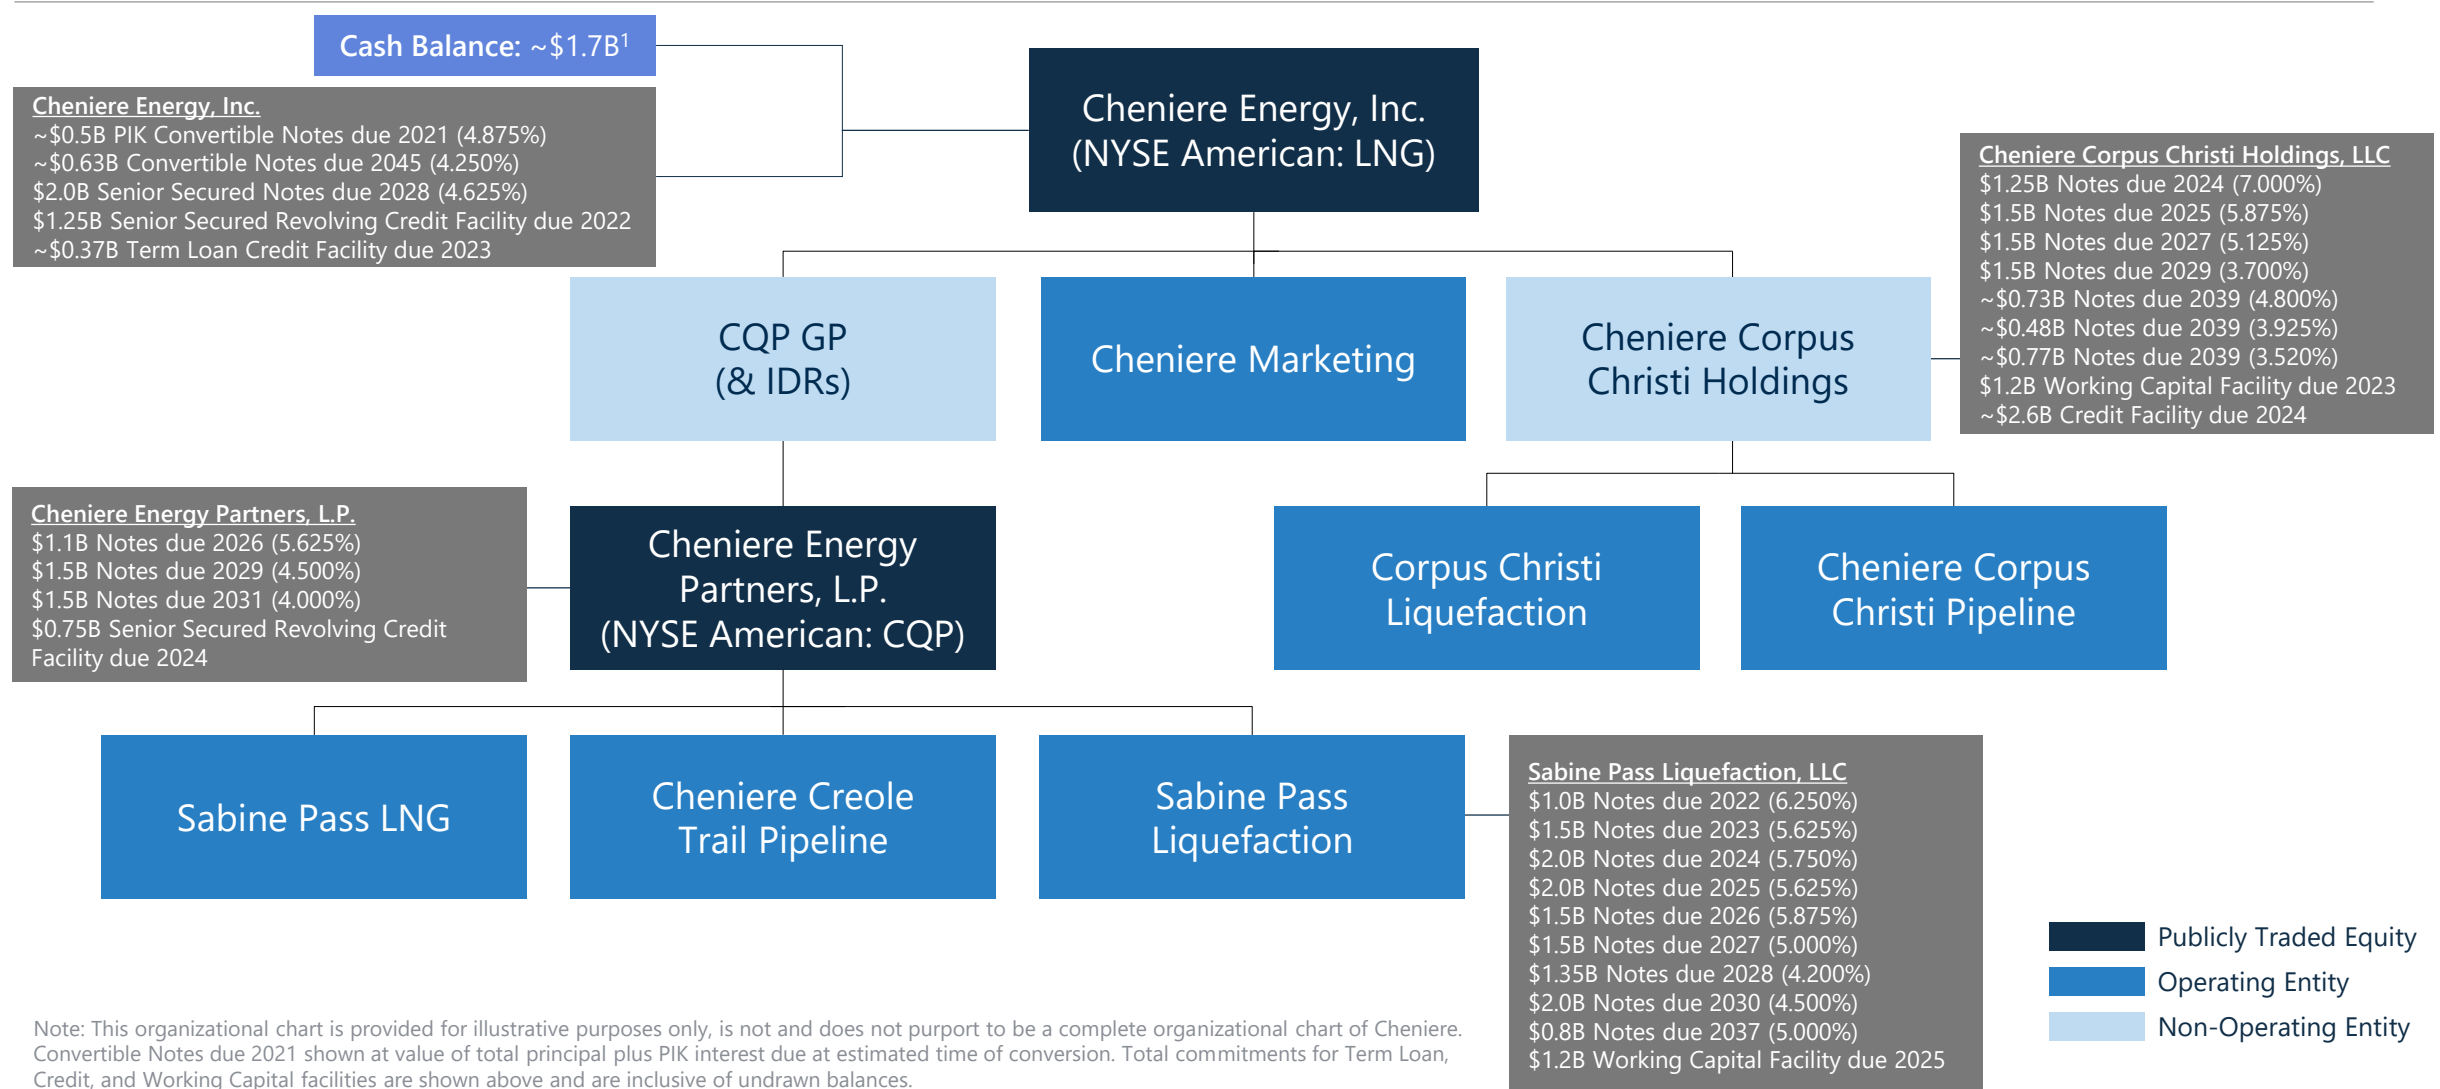 Cash Balance: ~$1.7B1
Cheniere Energy, Inc.
~$0.5B PIK Convertible Notes due 2021 (4.875%)
~$0.63B Convertible Notes due 2045 (4.250%)
$2.0B Senior Secured Notes due 2028 (4.625%)
$1.25B Senior Secured Revolving Credit Facility due 2022
~$0.37B Term Loan Credit Facility due 2023
Cheniere Energy, Inc.
(NYSE American: LNG)
Cheniere Corpus Christi Holdings, LLC
$1.25B Notes due 2024 (7.000%)
$1.5B Notes due 2025 (5.875%)
$1.5B Notes due 2027 (5.125%)
$1.5B Notes due 2029 (3.700%)
~$0.73B Notes due 2039 (4.800%)
~$0.48B Notes due 2039 (3.925%)
~$0.77B Notes due 2039 (3.520%)
$1.2B Working Capital Facility due 2023
~$2.6B Credit Facility due 2024
CQP GP
(& IDRs)
Cheniere Marketing
Cheniere Corpus
Christi Holdings
Cheniere Energy Partners, L.P.
$1.1B Notes due 2026 (5.625%)
$1.5B Notes due 2029 (4.500%)
$1.5B Notes due 2031 (4.000%)
$0.75B Senior Secured Revolving Credit
Facility due 2024
Cheniere Energy
Partners, L.P.
(NYSE American: CQP)
Corpus Christi
Liquefaction
Cheniere Corpus
Christi Pipeline
Sabine Pass LNG
Cheniere Creole
Trail Pipeline
Sabine Pass
Liquefaction
Sabine Pass Liquefaction, LLC
$1.0B Notes due 2022 (6.250%)
$1.5B Notes due 2023 (5.625%)
$2.0B Notes due 2024 (5.750%)
$2.0B Notes due 2025 (5.625%)
$1.5B Notes due 2026 (5.875%)
$1.5B Notes due 2027 (5.000%)
$1.35B Notes due 2028 (4.200%)
$2.0B Notes due 2030 (4.500%)
$0.8B Notes due 2037 (5.000%)
$1.2B Working Capital Facility due 2025
Publicly Traded Equity
Operating Entity
Non-Operating Entity
Note: This organizational chart is provided for illustrative purposes only, is not and does not purport to be a complete organizational chart of Cheniere.
Convertible Notes due 2021 shown at value of total principal plus PIK interest due at estimated time of conversion. Total commitments for Term Loan,
Credit, and Working Capital facilities are shown above and are inclusive of undrawn balances.